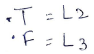 ·T = L2
·F = L3